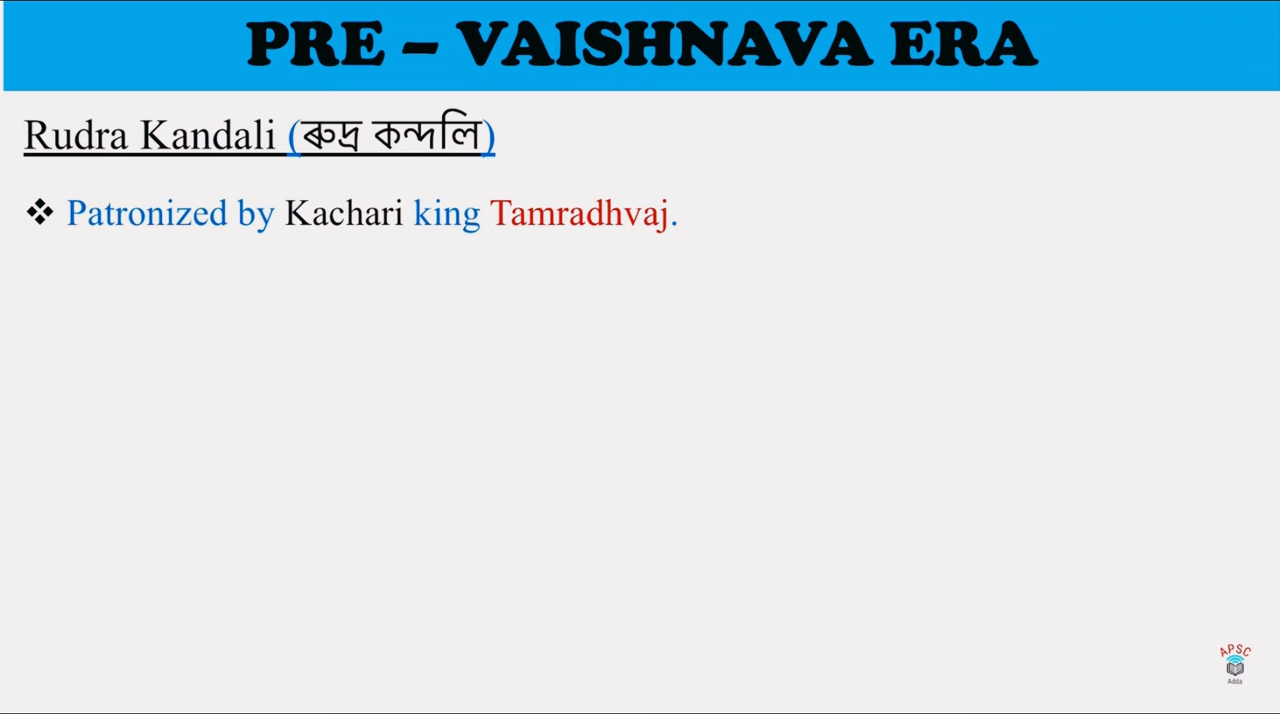 PRE – VAISHNAVA ERA
Rudra Kandali (ৰুদ্ৰ কন্দলি)
❖ Patronized by Kachari king Tamradhvaj.
APSC
Adda